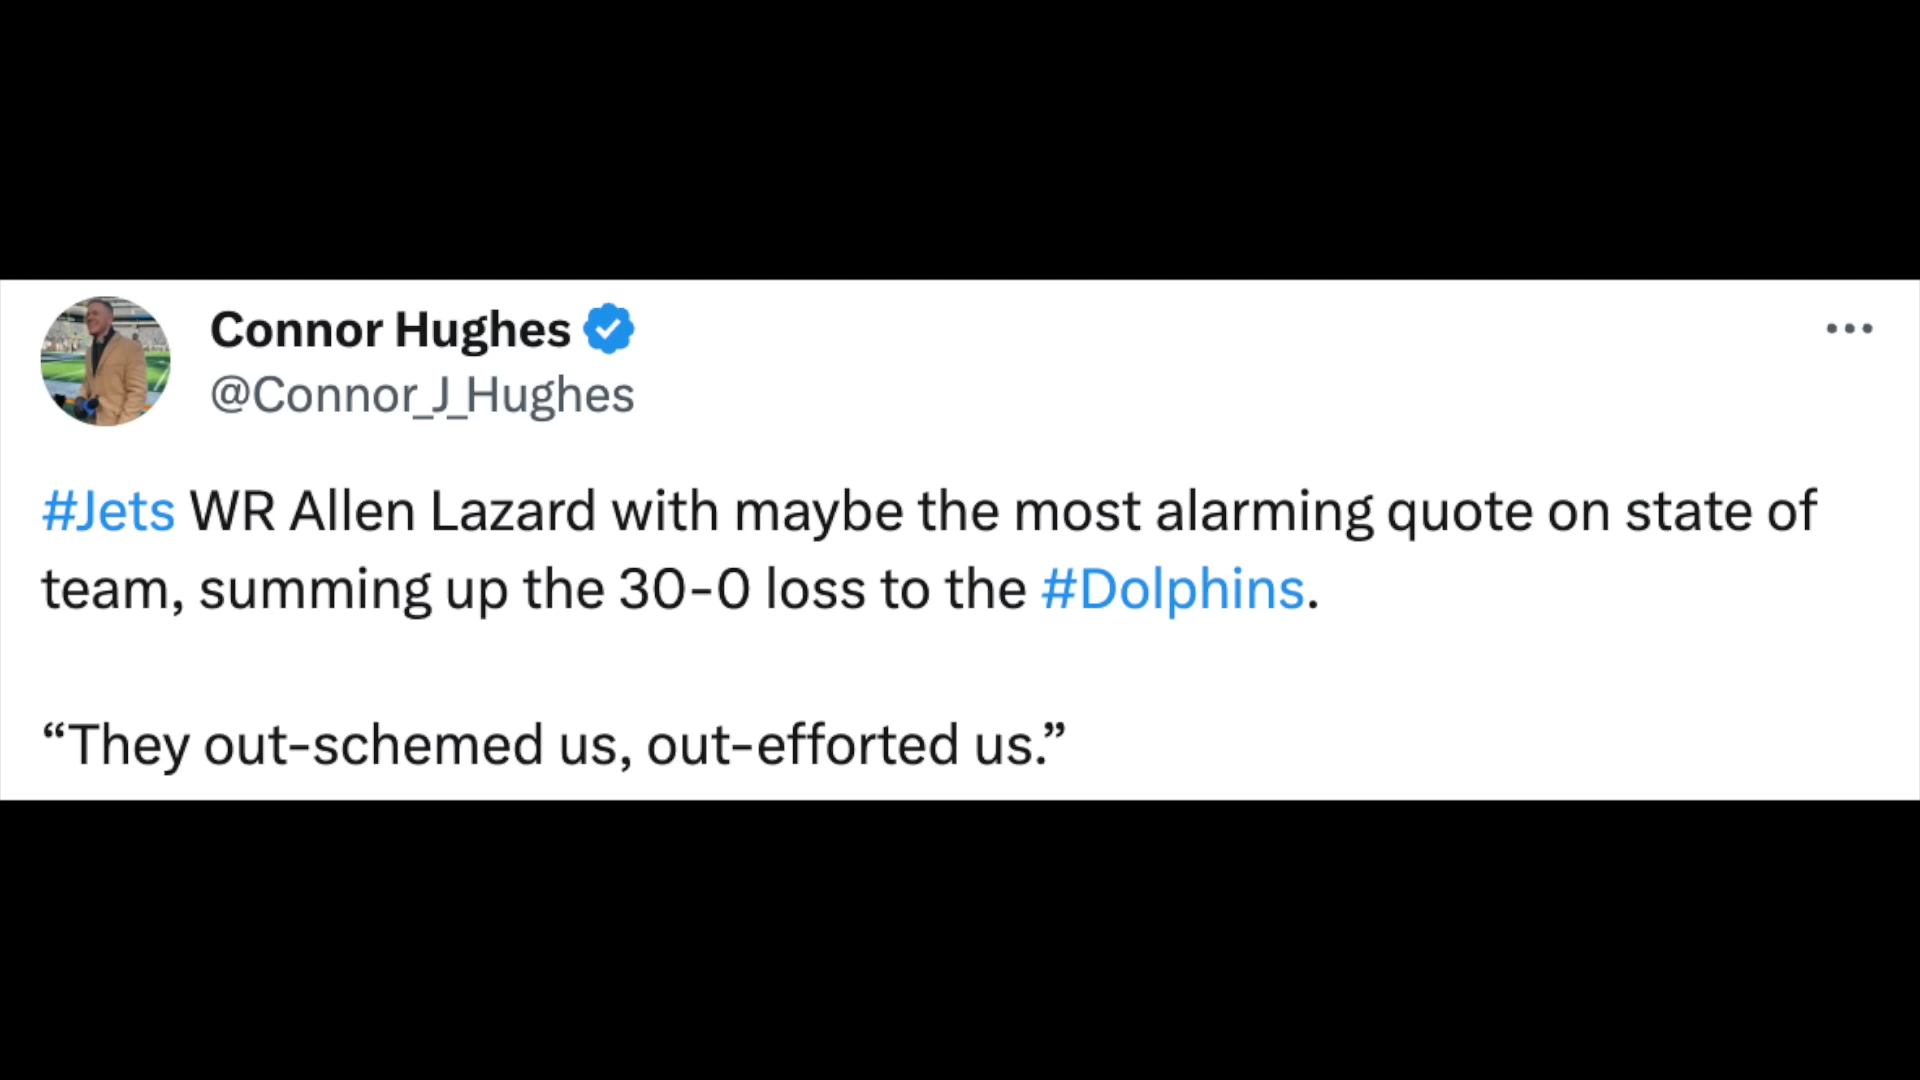 Connor Hughes
@Connor_J_Hughes
#Jets WR Allen Lazard with maybe the most alarming quote on state of
team, summing up the 30-0 loss to the #Dolphins.
“They out-schemed us, out-efforted us.”